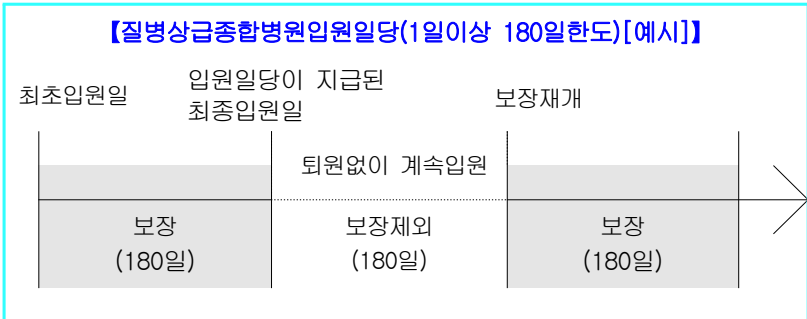 【질병상급종합병원입원일당(1일이상 180일한도)[예시]】
최초입원일
입원일당이 지급된
최종입원일
보장재개
퇴원없이 계속입원
보장
(180일)
보장제외
(180일)
보장
(180일)